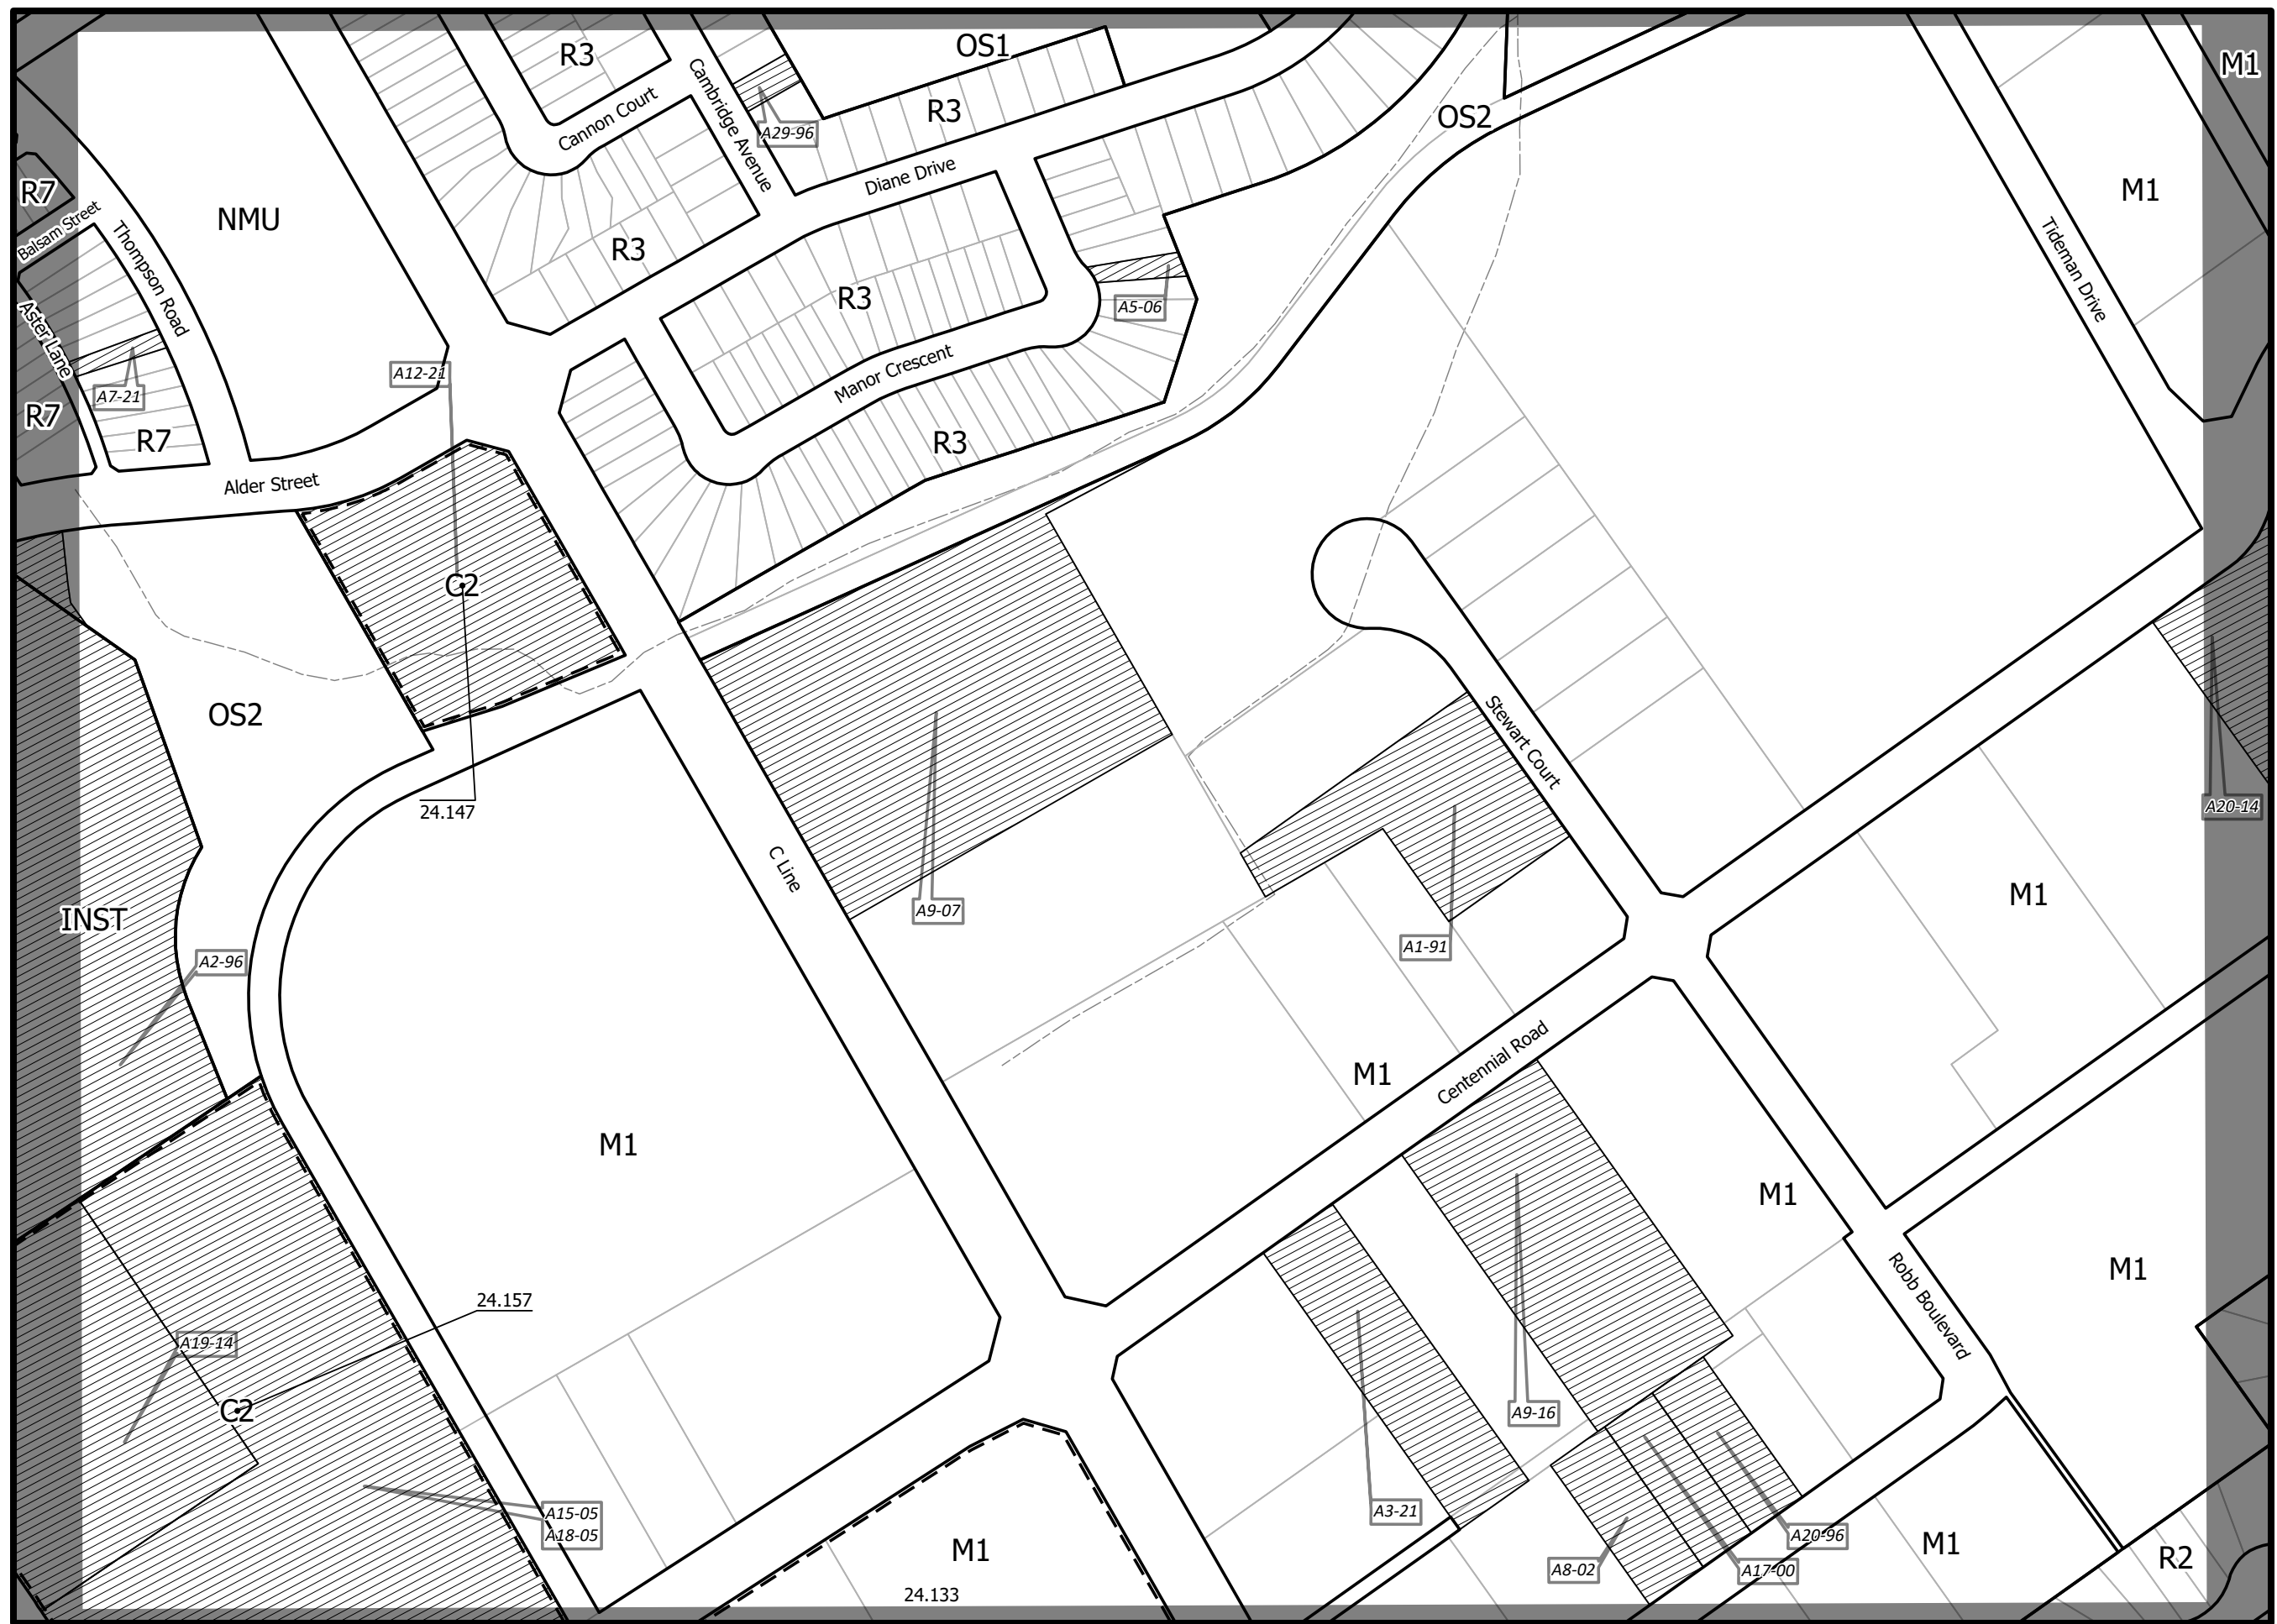 R3
OS1
M1
Cambridge Avenue
Cannon Court
R3
OS2
A29-96
Diane Drive
R7
NMU
M1
Balsam Street
Thompson Road
R3
Tideman Drive
R3
A5-06
Aster Lane
A7-21
A12-21
Manor Crescent
R7
R7
R3
Alder Street
C2
OS2
Stewart Court
24.147
A20-14
C Line
INST
A9-07
A1-91
M1
A2-96
M1
Centennial Road
M1
M1
M1
24.157
Robb Boulevard
A19-14
C2
A9-16
A15-05
A18-05
A3-21
A20-96
M1
M1
R2
A8-02
A17-00
24.133